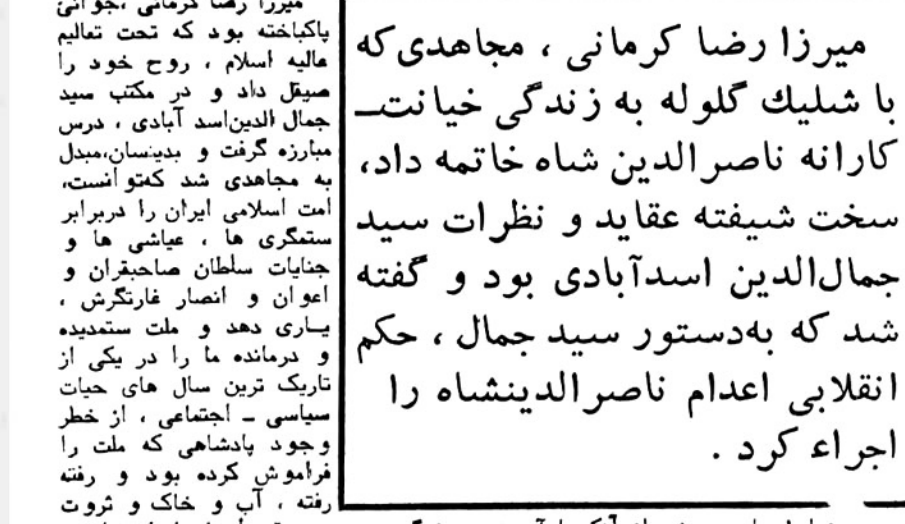 میرزا رضا کرمانی ، مجاهدی که
با شلیك گلوله به زندگی خیانت‍ـ
کارانه ناصرالدین شاه خاتمه داد،
سخت شیفته عقاید و نظرات سید
جمال‌الدین اسدآبادی بود و گفته
شد که به‌دستور سید جمال ، حکم
انقلابی اعدام ناصرالدینشاه را
اجراء کرد .
میرزا رضا کرمانی ،جوانی
پاکباخته بود که تحت تعالیم
عالیه اسلام ، روح خود را
صیقل داد و در مکتب سید
جمال الدین‌اسد آبادی ، درس
مبارزه گرفت و بدینسان،مبدل
به مجاهدی شد که‌توانست،
امت اسلامی ایران را دربرابر
ستمگری ها ، عیاشی ها و
جنایات سلطان صاحبقران و
اعوان و انصار غارتگرش ،
یـاری دهد و ملت ستمدیده
و درمانده ما را در یکی از
تاریک ترین سال های حیات
سیاسی ـ اجتماعی ، از خطر
وجود پادشاهی که ملت را
فراموش کرده بود و رفته
رفته ، آب و خاک و ثروت